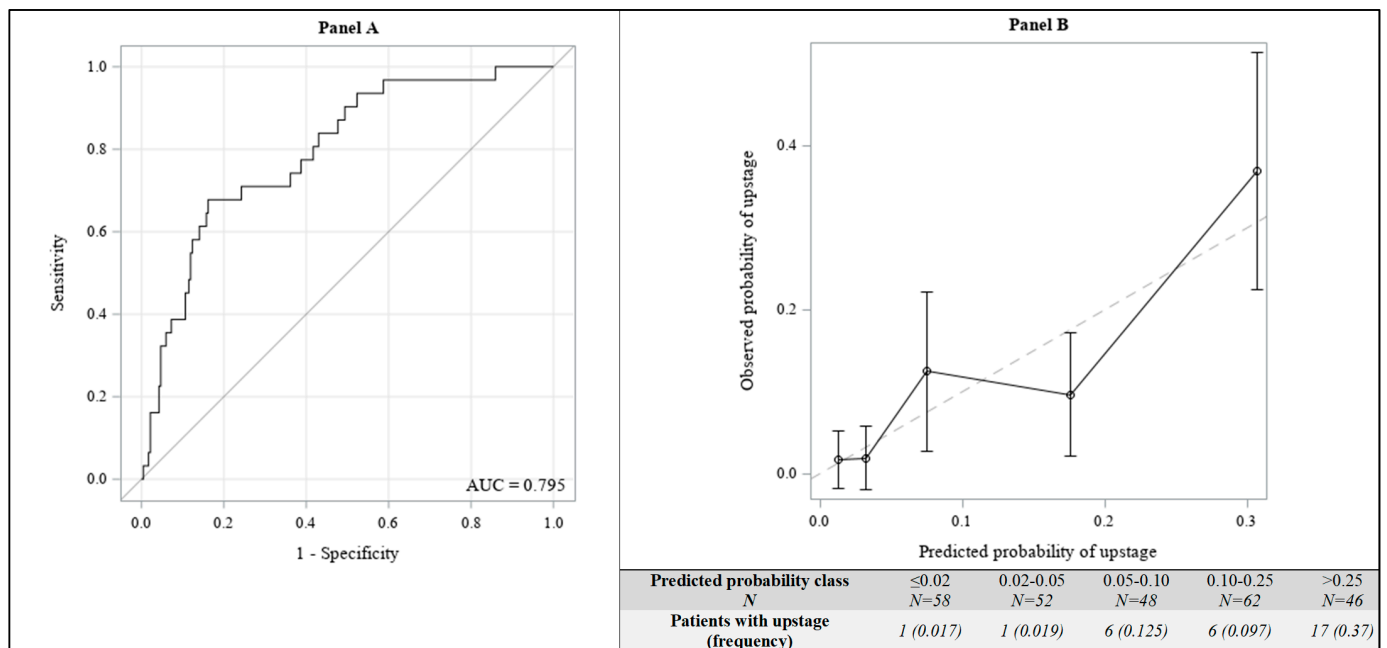 Panel A
1.0
0.8
0.6
0.4
0.2
0.0
Sensitivity
AUC = 0.795
0.0 0.2 0.4 0.6 0.8 1.0
1 - Specificity
Panel B
0.4
0.2
0.0
Observed probability of upstage
0.0 0.1 0.2 0.3
Predicted probability of upstage
Predicted probability class ≤0.02 0.02-0.05 0.05-0.10 0.10-0.25 >0.25
N N=58 N=52 N=48 N=62 N=46
Patients with upstage
(frequency) 1 (0.017) 1 (0.019) 6 (0.125) 6 (0.097) 17 (0.37)